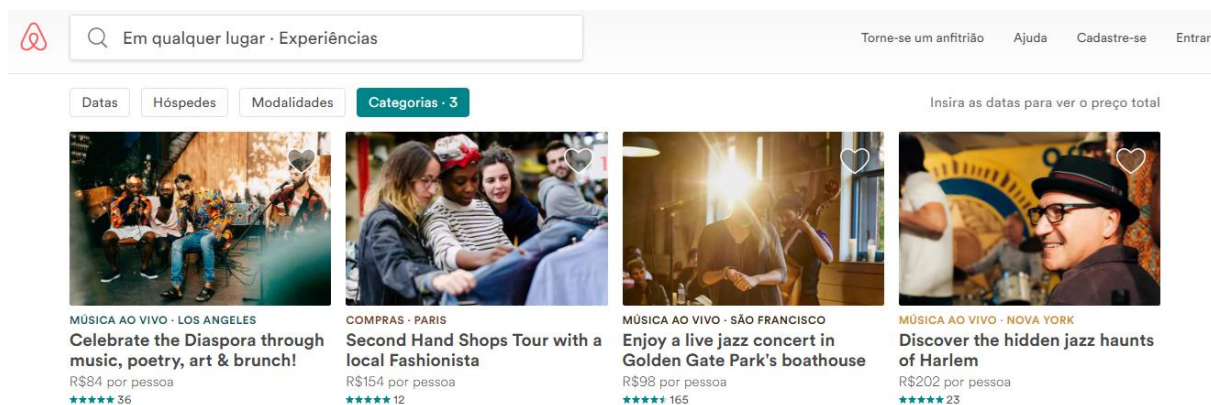 Em qualquer lugar · Experiências
Torne-se um anfitrião
Ajuda
Cadastre-se
Entrar
Datas
Hóspedes
Modalidades
Categorias · 3
Insira as datas para ver o preço total
MÚSICA AO VIVO · LOS ANGELES
Celebrate the Diaspora through
music, poetry, art & brunch!
R$84 por pessoa
36
COMPRAS · PARIS
Second Hand Shops Tour with a
local Fashionista
R$154 por pessoa
12
MÚSICA AO VIVO · SÃO FRANCISCO
Enjoy a live jazz concert in
Golden Gate Park's boathouse
R$98 por pessoa
165
MÚSICA AO VIVO · NOVA YORK
Discover the hidden jazz haunts
of Harlem
R$202 por pessoa
23